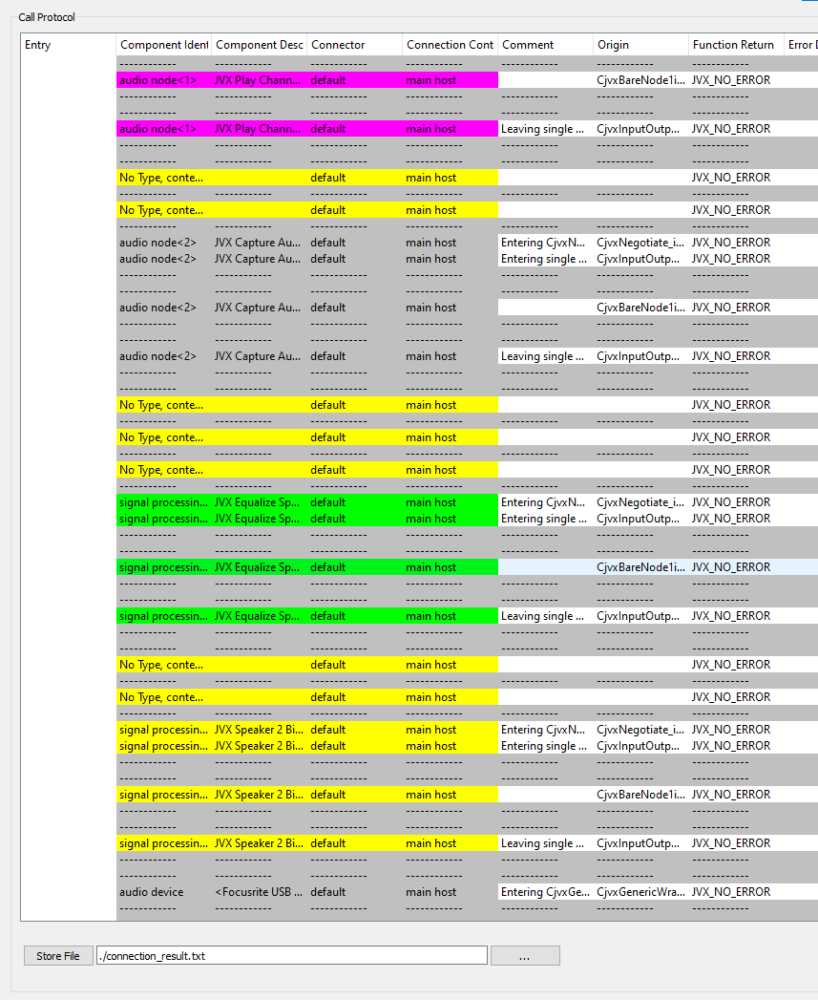 Call Protocol
Entry Component Ident Component Desc Connector Connection Cont Comment Origin Function Return Error D
------------ ------------ ------------ ------------ ------------ ------------ ------------
audio node<1> JVX Play Chann... default main host CjvxBareNode1i... JVX_NO_ERROR
------------ ------------ ------------ ------------ ------------ ------------ ------------
------------ ------------ ------------ ------------ ------------ ------------ ------------
audio node<1> JVX Play Chann... default main host Leaving single ... CjvxInputOutp... JVX_NO_ERROR
------------ ------------ ------------ ------------ ------------ ------------ ------------
------------ ------------ ------------ ------------ ------------ ------------ ------------
No Type, conte... default main host JVX_NO_ERROR
------------ ------------ ------------ ------------ ------------ ------------ ------------
No Type, conte... default main host JVX_NO_ERROR
------------ ------------ ------------ ------------ ------------ ------------ ------------
audio node<2> JVX Capture Au... default main host Entering CjvxN... CjvxNegotiate_i... JVX_NO_ERROR
audio node<2> JVX Capture Au... default main host Entering single ... CjvxInputOutp... JVX_NO_ERROR
------------ ------------ ------------ ------------ ------------ ------------ ------------
------------ ------------ ------------ ------------ ------------ ------------ ------------
audio node<2> JVX Capture Au... default main host CjvxBareNode1i... JVX_NO_ERROR
------------ ------------ ------------ ------------ ------------ ------------ ------------
------------ ------------ ------------ ------------ ------------ ------------ ------------
audio node<2> JVX Capture Au... default main host Leaving single ... CjvxInputOutp... JVX_NO_ERROR
------------ ------------ ------------ ------------ ------------ ------------ ------------
------------ ------------ ------------ ------------ ------------ ------------ ------------
No Type, conte... default main host JVX_NO_ERROR
------------ ------------ ------------ ------------ ------------ ------------ ------------
No Type, conte... default main host JVX_NO_ERROR
------------ ------------ ------------ ------------ ------------ ------------ ------------
No Type, conte... default main host JVX_NO_ERROR
------------ ------------ ------------ ------------ ------------ ------------ ------------
signal processin... JVX Equalize Sp... default main host Entering CjvxN... CjvxNegotiate_i... JVX_NO_ERROR
signal processin... JVX Equalize Sp... default main host Entering single ... CjvxInputOutp... JVX_NO_ERROR
------------ ------------ ------------ ------------ ------------ ------------ ------------
------------ ------------ ------------ ------------ ------------ ------------ ------------
signal processin... JVX Equalize Sp... default main host CjvxBareNode1i... JVX_NO_ERROR
------------ ------------ ------------ ------------ ------------ ------------ ------------
------------ ------------ ------------ ------------ ------------ ------------ ------------
signal processin... JVX Equalize Sp... default main host Leaving single ... CjvxInputOutp... JVX_NO_ERROR
------------ ------------ ------------ ------------ ------------ ------------ ------------
------------ ------------ ------------ ------------ ------------ ------------ ------------
No Type, conte... default main host JVX_NO_ERROR
------------ ------------ ------------ ------------ ------------ ------------ ------------
No Type, conte... default main host JVX_NO_ERROR
------------ ------------ ------------ ------------ ------------ ------------ ------------
signal processin... JVX Speaker 2 Bi... default main host Entering CjvxN... CjvxNegotiate_i... JVX_NO_ERROR
signal processin... JVX Speaker 2 Bi... default main host Entering single ... CjvxInputOutp... JVX_NO_ERROR
------------ ------------ ------------ ------------ ------------ ------------ ------------
------------ ------------ ------------ ------------ ------------ ------------ ------------
signal processin... JVX Speaker 2 Bi... default main host CjvxBareNode1i... JVX_NO_ERROR
------------ ------------ ------------ ------------ ------------ ------------ ------------
------------ ------------ ------------ ------------ ------------ ------------ ------------
signal processin... JVX Speaker 2 Bi... default main host Leaving single ... CjvxInputOutp... JVX_NO_ERROR
------------ ------------ ------------ ------------ ------------ ------------ ------------
------------ ------------ ------------ ------------ ------------ ------------ ------------
audio device <Focusrite USB ... default main host Entering CjvxGe... CjvxGenericWra... JVX_NO_ERROR
------------ ------------ ------------ ------------ ------------ ------------ ------------
Store File ./connection_result.txt ...